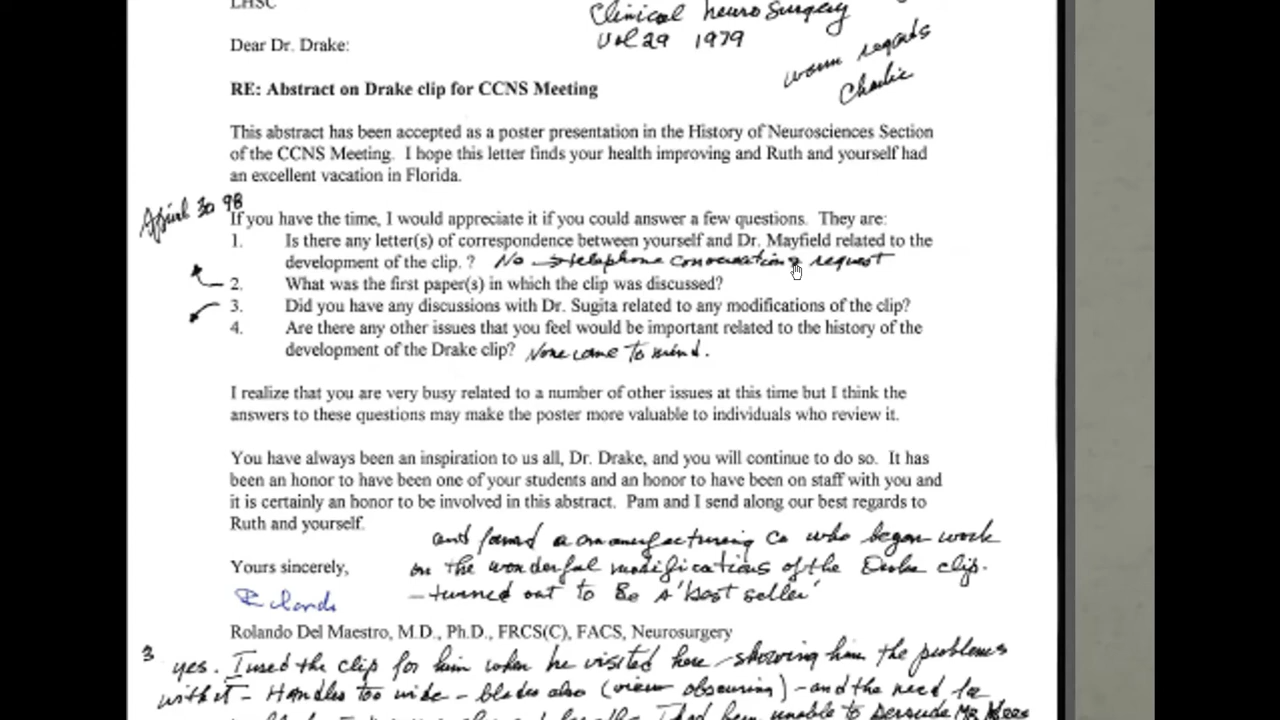 LHSC
Clinical neuro Surgery
Vol 29 1979
Dear Dr. Drake:
warm regards
Charlie
RE: Abstract on Drake clip for CCNS Meeting
This abstract has been accepted as a poster presentation in the History of Neurosciences Section
of the CCNS Meeting. I hope this letter finds your health improving and Ruth and yourself had
an excellent vacation in Florida.
April 30 98
If you have the time, I would appreciate it if you could answer a few questions. They are:
1. Is there any letter(s) of correspondence between yourself and Dr. Mayfield related to the
development of the clip. ? No → telephone conversation & request
2. What was the first paper(s) in which the clip was discussed?
3. Did you have any discussions with Dr. Sugita related to any modifications of the clip?
4. Are there any other issues that you feel would be important related to the history of the
development of the Drake clip? None come to mind.
I realize that you are very busy related to a number of other issues at this time but I think the
answers to these questions may make the poster more valuable to individuals who review it.
You have always been an inspiration to us all, Dr. Drake, and you will continue to do so. It has
been an honor to have been one of your students and an honor to have been on staff with you and
it is certainly an honor to be involved in this abstract. Pam and I send along our best regards to
Ruth and yourself.
and found a manufacturing Co who began work
on the wonderful modifications of the Drake clip.
Yours sincerely,
– turned out to Be A 'best seller'
Rolando
Rolando Del Maestro, M.D., Ph.D., FRCS(C), FACS, Neurosurgery
3 yes. I used the clip for him when he visited here – showing him the problems
with it – Handles too wide – blades also (view obscuring) – and the need for
I had been unable to persuade Mr